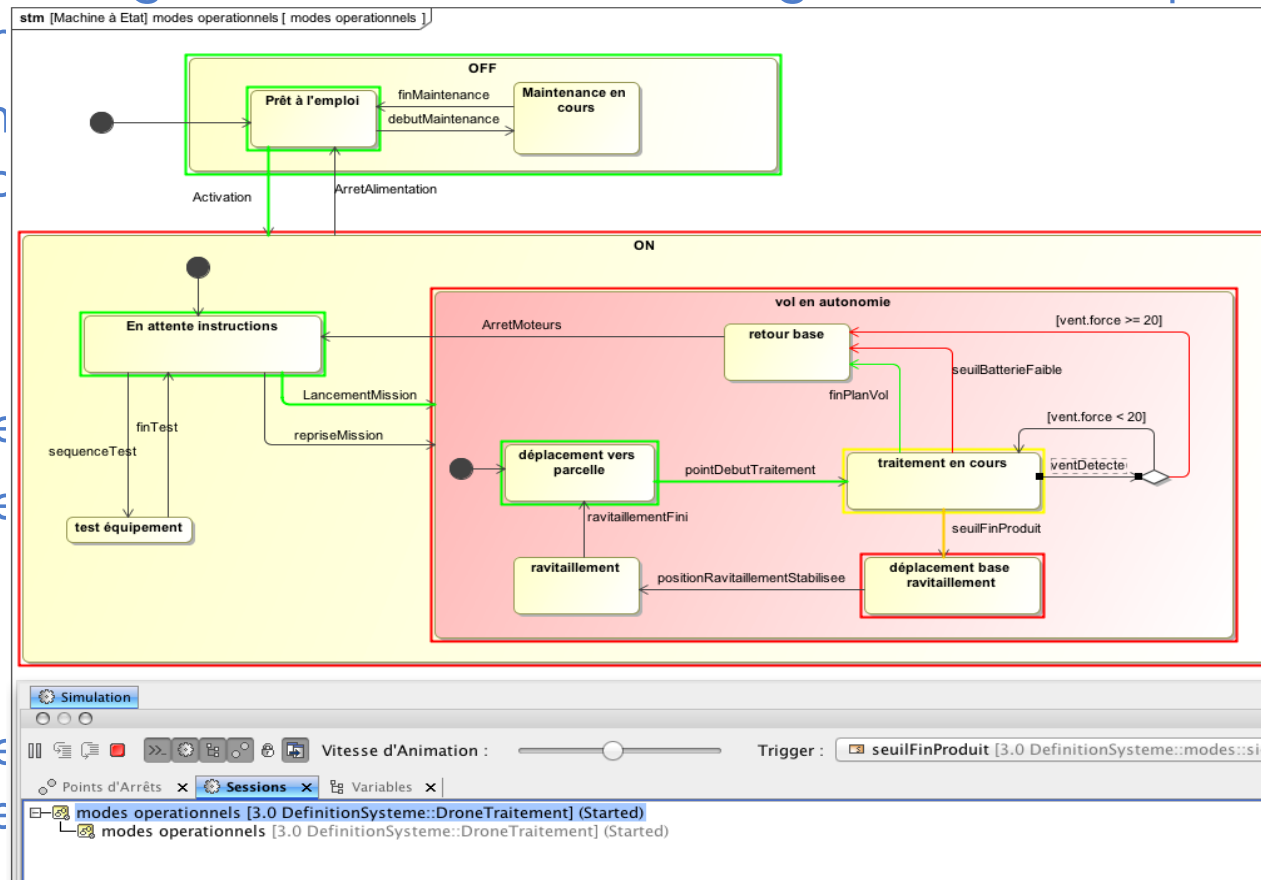 stm [Machine à Etat] modes operationnels [ modes operationnels ]
OFF
Prêt à l'emploi
finMaintenance
Maintenance en
cours
debutMaintenance
Activation
ArretAlimentation
ON
vol en autonomie
En attente instructions
ArretMoteurs
retour base
[vent.force >= 20]
seuilBatterieFaible
LancementMission
finPlanVol
[vent.force < 20]
finTest
repriseMission
sequenceTest
déplacement vers
parcelle
pointDebutTraitement
traitement en cours
ventDetecte
ravitaillementFini
test équipement
seuilFinProduit
ravitaillement
positionRavitaillementStabilisee
déplacement base
ravitaillement
Simulation
Vitesse d'Animation :
Trigger : seuilFinProduit [3.0 DefinitionSysteme::modes::si
Points d'Arrêts Sessions Variables
modes operationnels [3.0 DefinitionSysteme::DroneTraitement] (Started)
modes operationnels [3.0 DefinitionSysteme::DroneTraitement] (Started)